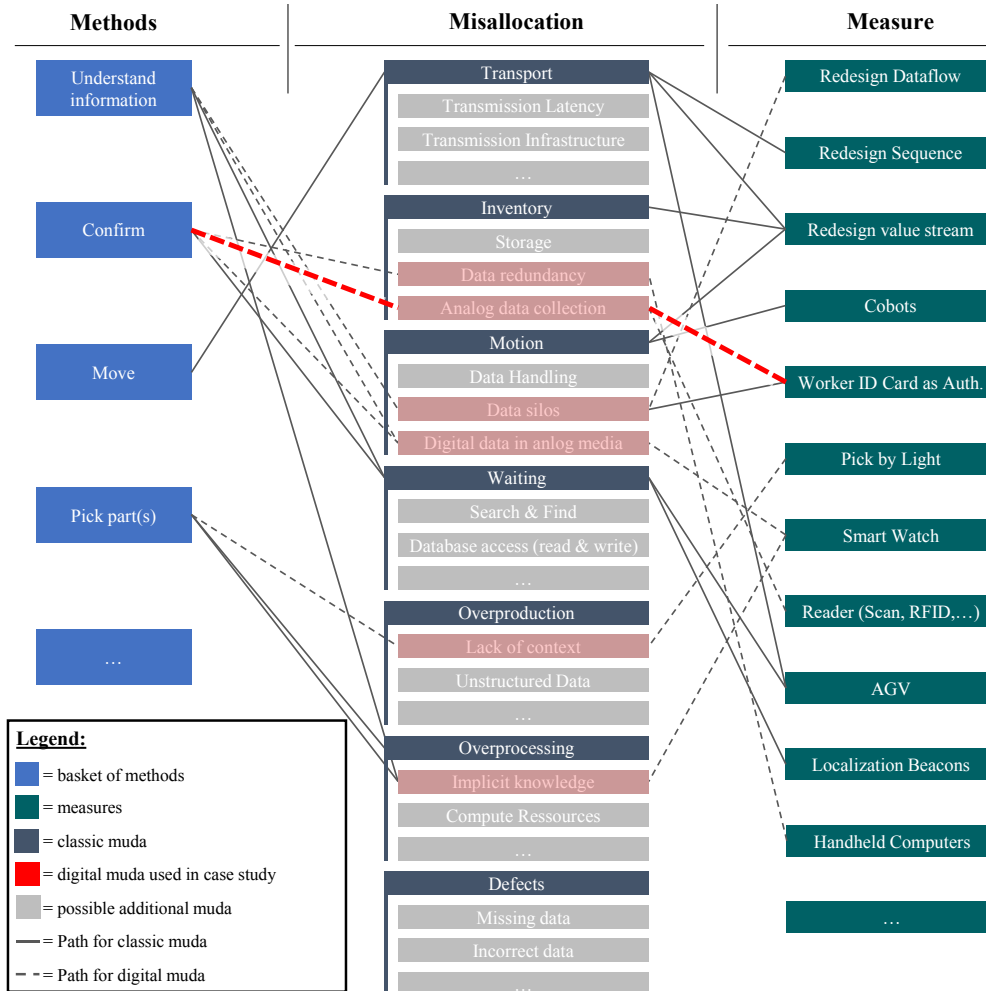 Methods
Misallocation
Measure
Understand
information
Confirm
Move
Pick part(s)
…
Transport
Transmission Latency
Transmission Infrastructure
…
Inventory
Storage
Data redundancy
Analog data collection
Motion
Data Handling
Data silos
Digital data in anlog media
Waiting
Search & Find
Database access (read & write)
…
Overproduction
Lack of context
Unstructured Data
…
Overprocessing
Implicit knowledge
Compute Ressources
…
Defects
Missing data
Incorrect data
…
Redesign Dataflow
Redesign Sequence
Redesign value stream
Cobots
Worker ID Card as Auth.
Pick by Light
Smart Watch
Reader (Scan, RFID,…)
AGV
Localization Beacons
Handheld Computers
…
Legend:
= basket of methods
= measures
= classic muda
= digital muda used in case study
= possible additional muda
= Path for classic muda
= Path for digital muda